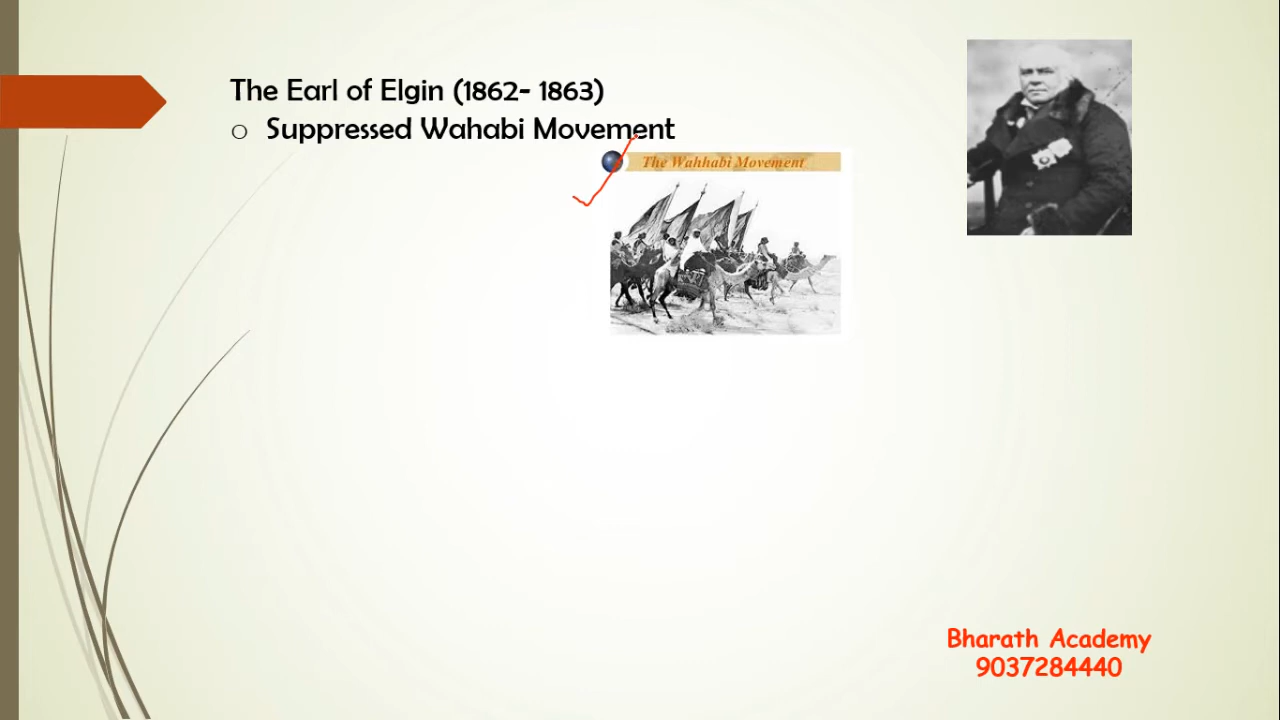 The Earl of Elgin (1862- 1863)
o Suppressed Wahabi Movement
The Wahhabi Movement
Bharath Academy
9037284440